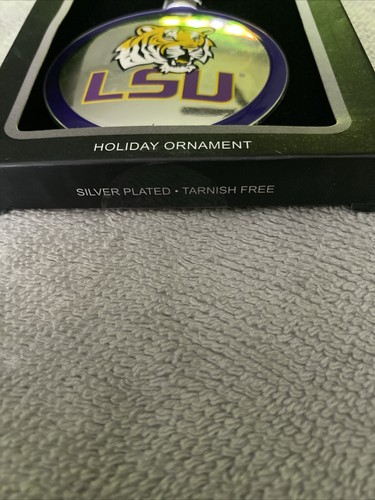 LSU
HOLIDAY ORNAMENT
SILVER PLATED • TARNISH FREE